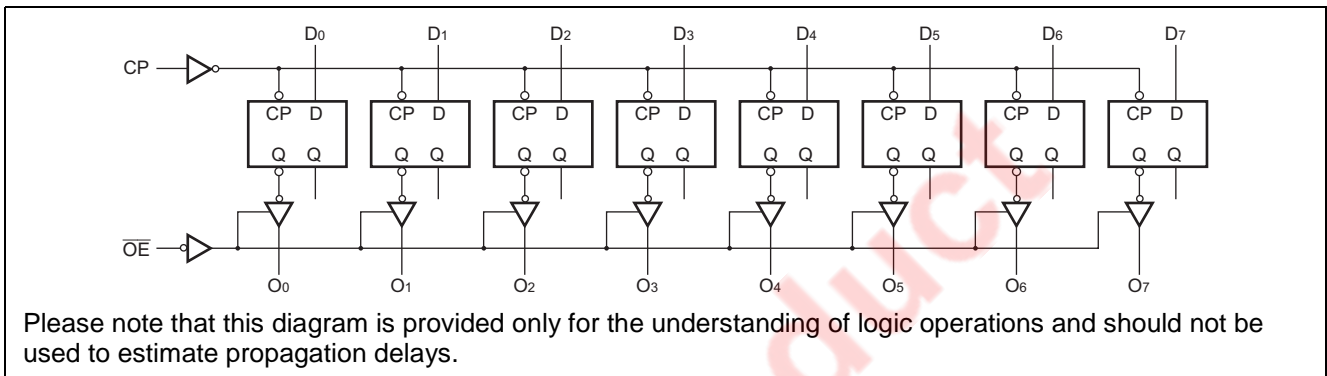 D0 D1 D2 D3 D4 D5 D6 D7
CP
CP D CP D CP D CP D CP D CP D CP D CP D
Q Q Q Q Q Q Q Q Q Q Q Q Q Q Q Q
OE
O0 O1 O2 O3 O4 O5 O6 O7
Please note that this diagram is provided only for the understanding of logic operations and should not be
used to estimate propagation delays.
duct